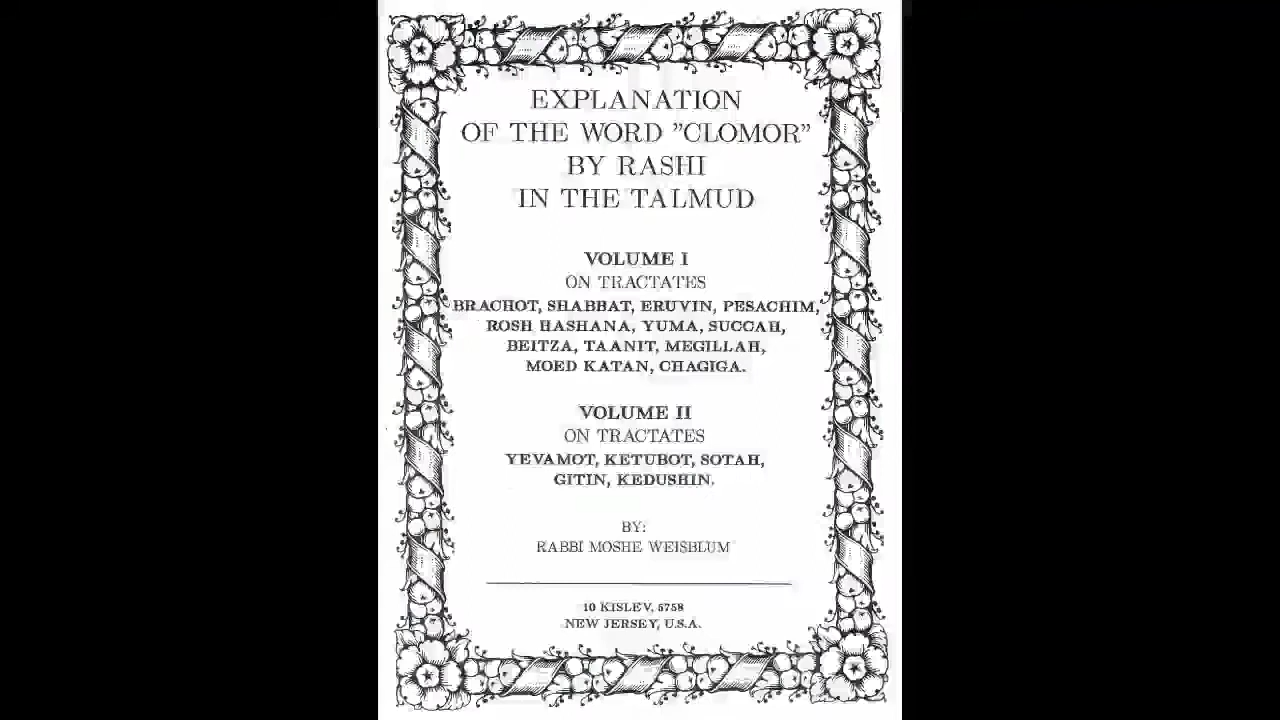 EXPLANATION
OF THE WORD "CLOMOR"
BY RASHI
IN THE TALMUD
VOLUME I
ON TRACTATES
BRACHOT, SHABBAT, ERUVIN, PESACHIM,
ROSH HASHANA, YUMA, SUCCAH,
BEITZA, TAANIT, MEGILLAH,
MOED KATAN, CHAGIGA.
VOLUME II
ON TRACTATES
YEVAMOT, KETUBOT, SOTAH,
GITIN, KEDUSHIN.
BY:
RABBI MOSHE WEISBLUM
10 KISLEV, 5758
NEW JERSEY, U.S.A.